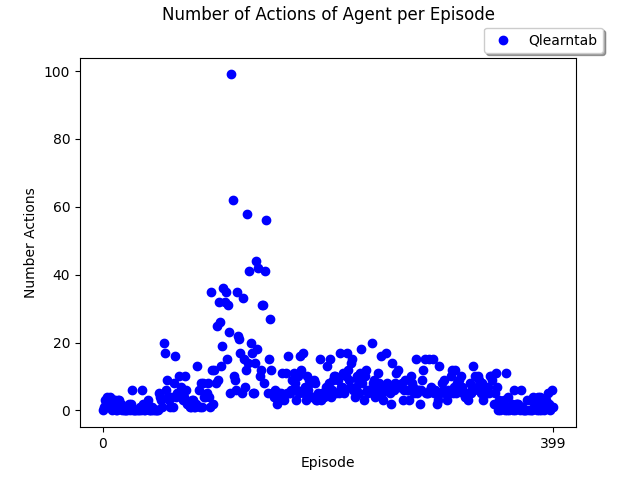 Number of Actions of Agent per Episode
Qlearntab
100
80
60
40
20
0
Number Actions
0 399
Episode